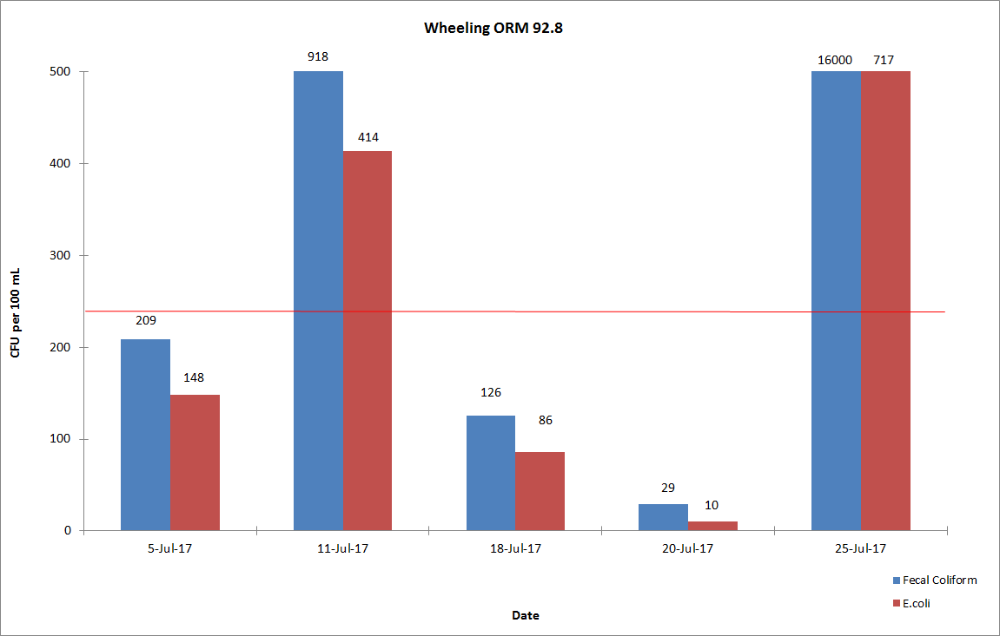 Wheeling ORM 92.8
918
16000 717
500
414
400
300
209
200
148
126
86
100
29
10
0
5-Jul-17 11-Jul-17 18-Jul-17 20-Jul-17 25-Jul-17
CFU per 100 mL
Fecal Coliform
E.coli
Date